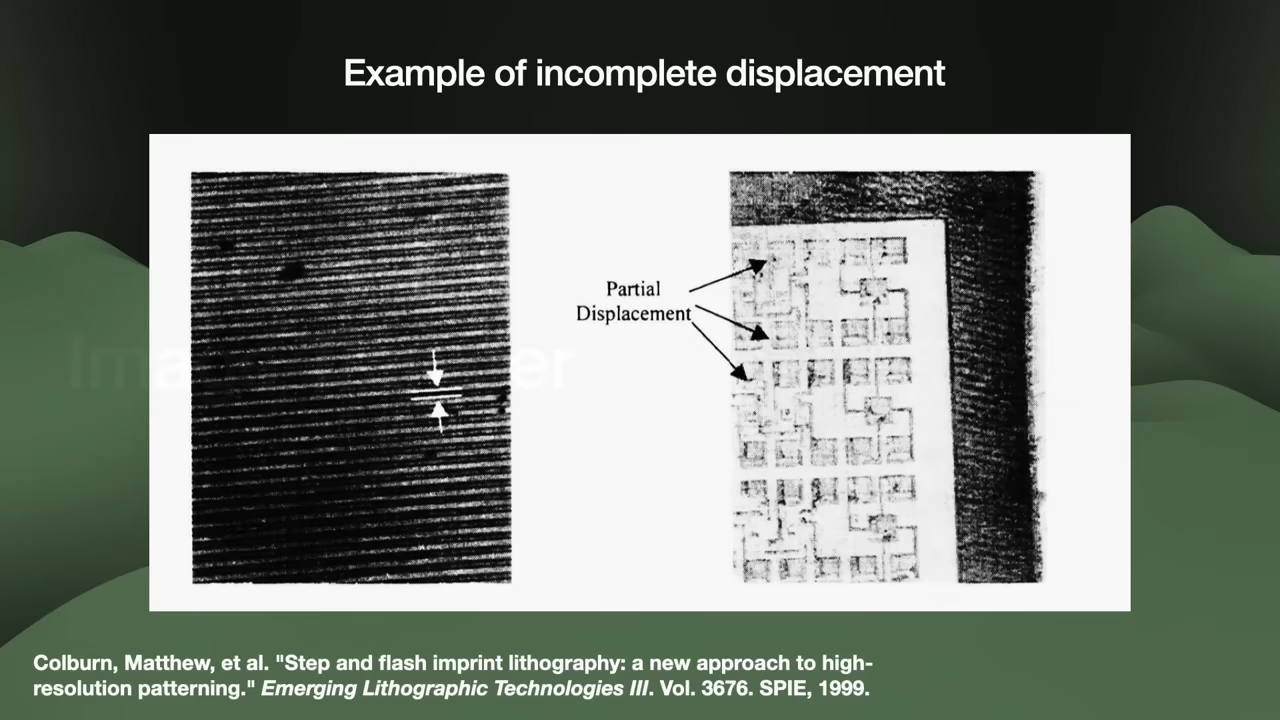 Example of incomplete displacement
Partial
Displacement
Colburn, Matthew, et al. "Step and flash imprint lithography: a new approach to high-
resolution patterning." Emerging Lithographic Technologies III. Vol. 3676. SPIE, 1999.